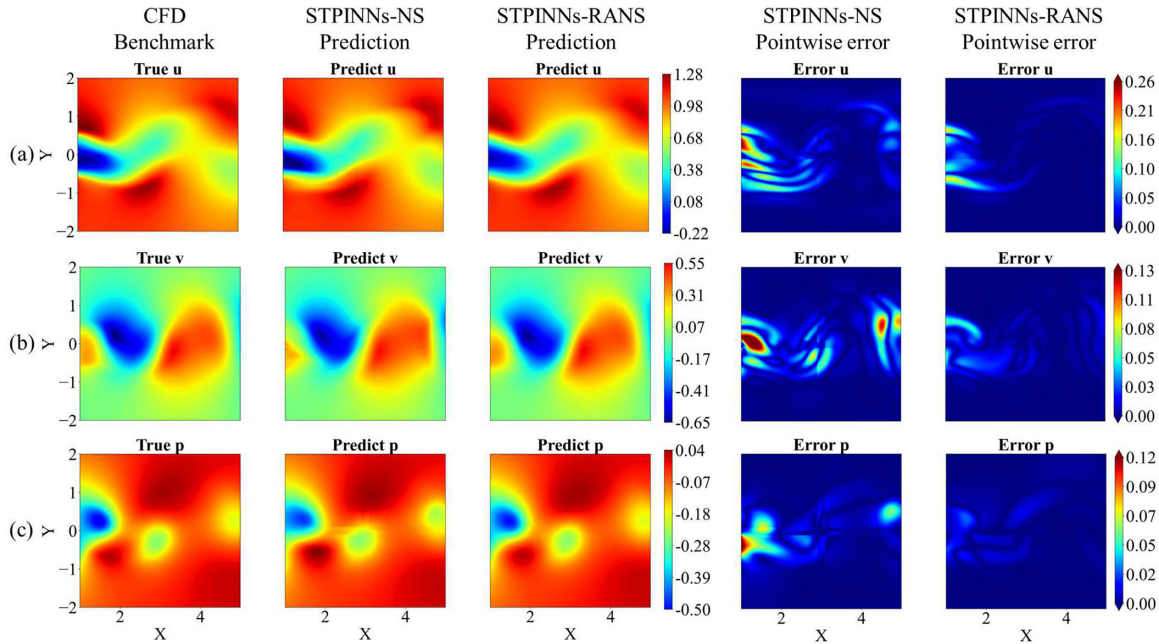 CFD STPINNs-NS STPINNs-RANS STPINNs-NS STPINNs-RANS
Benchmark Prediction Prediction Pointwise error Pointwise error
True u Predict u Predict u Error u Error u
(a) Y 2 1 0 −1 −2
1.28 0.98 0.68 0.38 0.08 -0.22
0.26 0.20 0.16 0.13 0.10 0.06 0.00
True v Predict v Predict v Error v Error v
(b) Y 2 1 0 −1 −2
0.55 0.31 0.07 -0.17 -0.41 -0.65
0.13 0.11 0.08 0.05 0.03 0.00
True p Predict p Predict p Error p Error p
(c) Y 2 1 0 −1 −2
0.04 -0.07 -0.18 -0.28 -0.39 -0.50
0.12 0.10 0.07 0.05 0.02 0.00
2 4 2 4 2 4 2 4 2 4
X X X X X